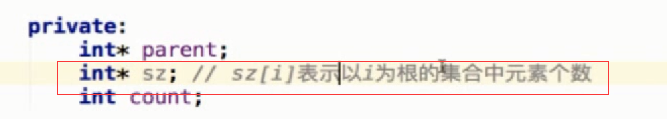 private:
int* parent;
int* sz; // sz[i]表示以i为根的集合中元素个数
int count;